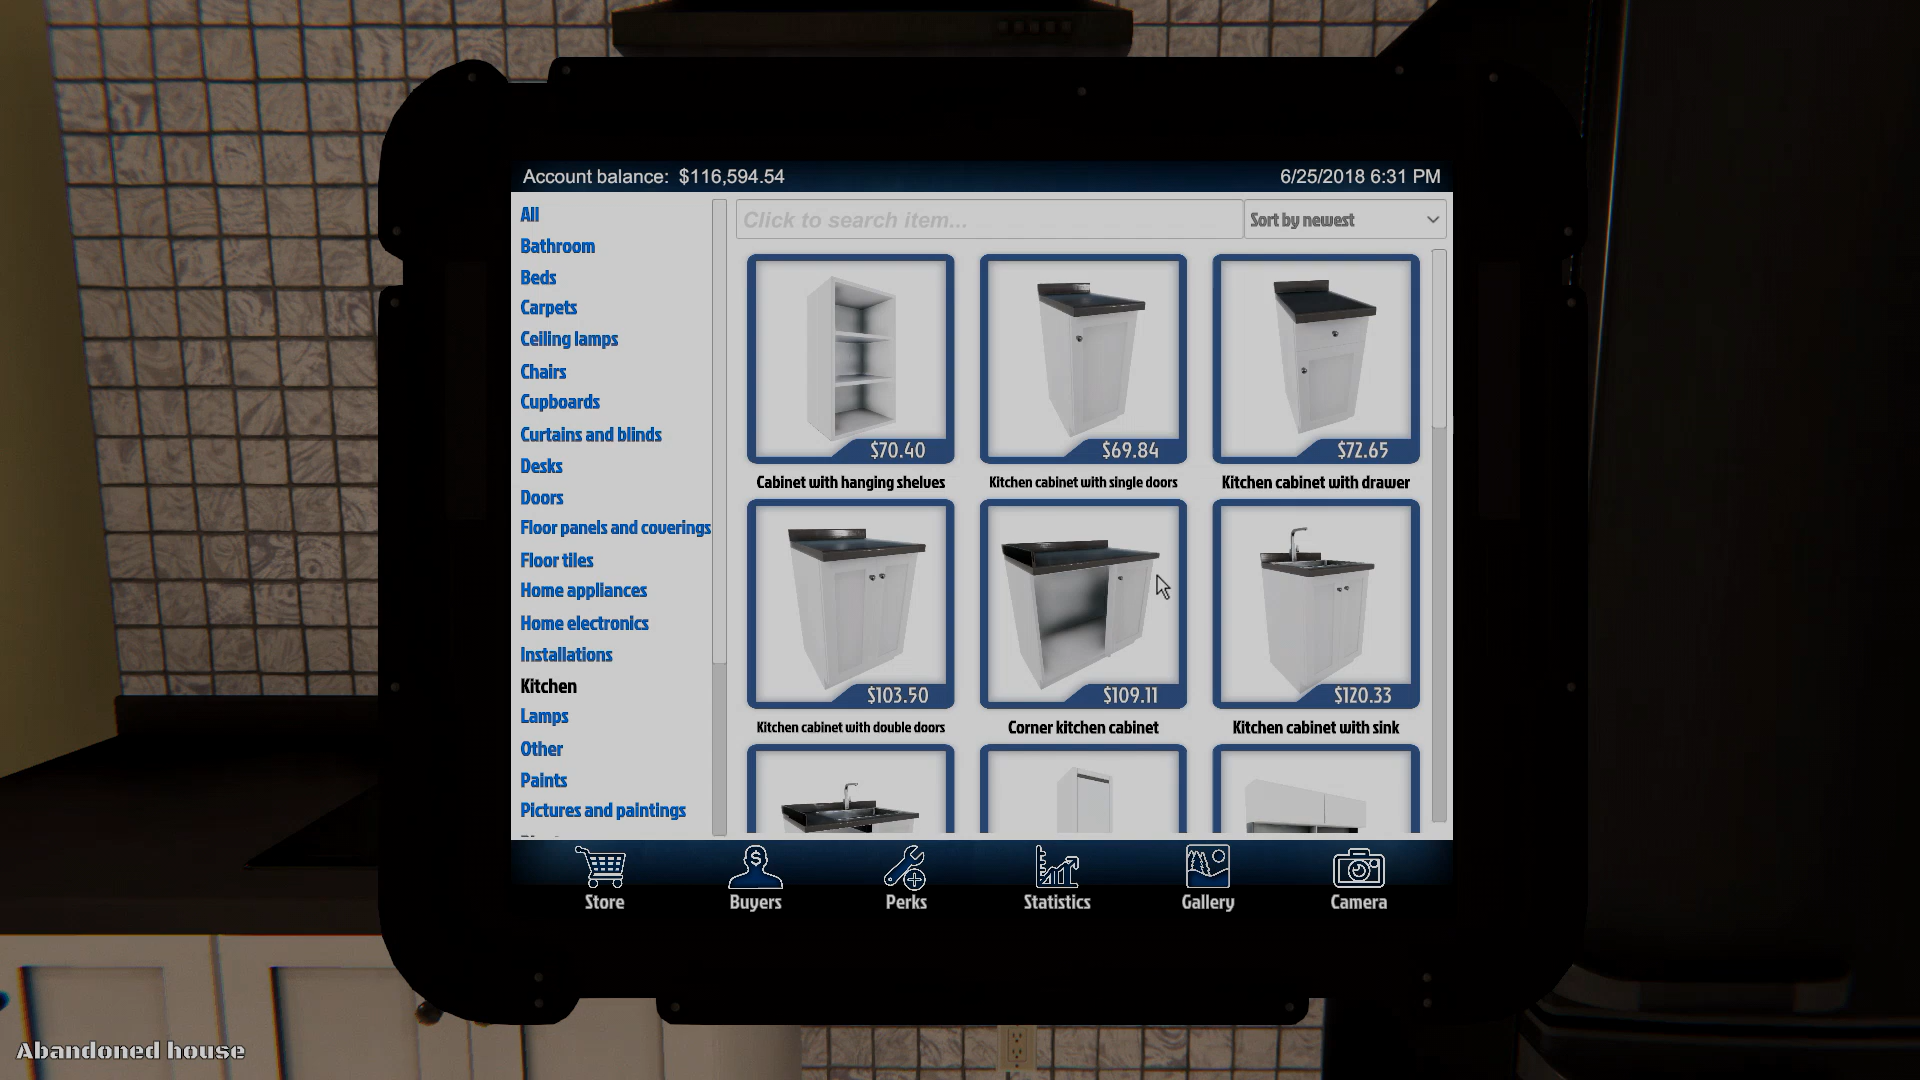 Account balance: $116,594.54
6/25/2018 6:31 PM
All
Bathroom
Beds
Carpets
Ceiling lamps
Chairs
Cupboards
Curtains and blinds
Desks
Doors
Floor panels and coverings
Floor tiles
Home appliances
Home electronics
Installations
Kitchen
Lamps
Other
Paints
Pictures and paintings
Click to search item...
Sort by newest
$70.40
$69.84
$72.65
Cabinet with hanging shelves
Kitchen cabinet with single doors
Kitchen cabinet with drawer
$103.50
$109.11
$120.33
Kitchen cabinet with double doors
Corner kitchen cabinet
Kitchen cabinet with sink
Store
Buyers
Perks
Statistics
Gallery
Camera
Abandoned house